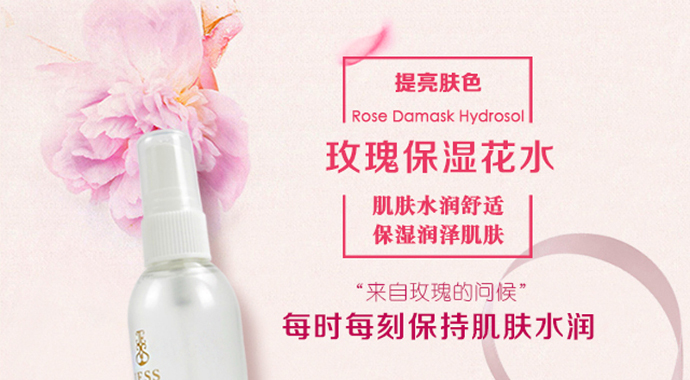 提亮肤色
Rose Damask Hydrosol
玫瑰保湿花水
肌肤水润舒适
保湿润泽肌肤
“来自玫瑰的问候”
每时每刻保持肌肤水润